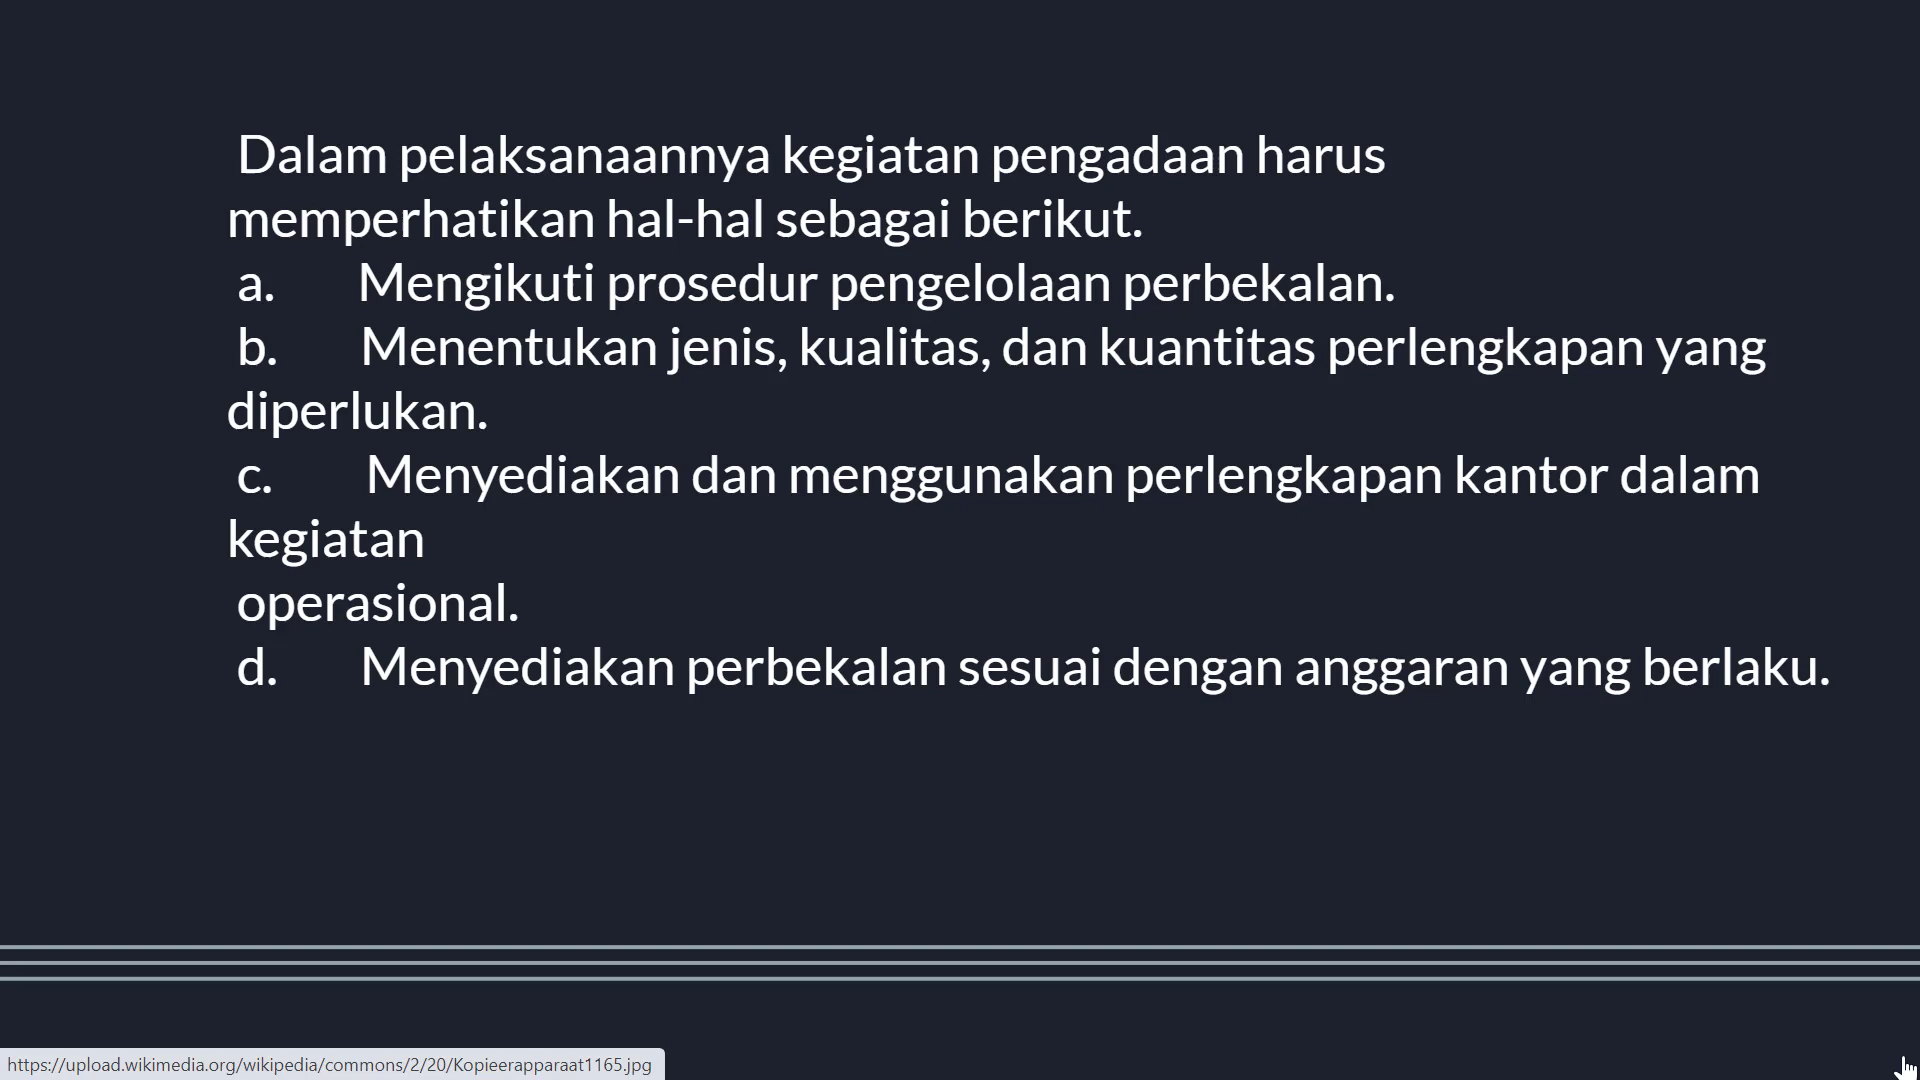 Dalam pelaksanaannya kegiatan pengadaan harus
memperhatikan hal-hal sebagai berikut.
a. Mengikuti prosedur pengelolaan perbekalan.
b. Menentukan jenis, kualitas, dan kuantitas perlengkapan yang
diperlukan.
c. Menyediakan dan menggunakan perlengkapan kantor dalam
kegiatan
operasional.
d. Menyediakan perbekalan sesuai dengan anggaran yang berlaku.
https://upload.wikimedia.org/wikipedia/commons/2/20/Kopieerapparaat1165.jpg